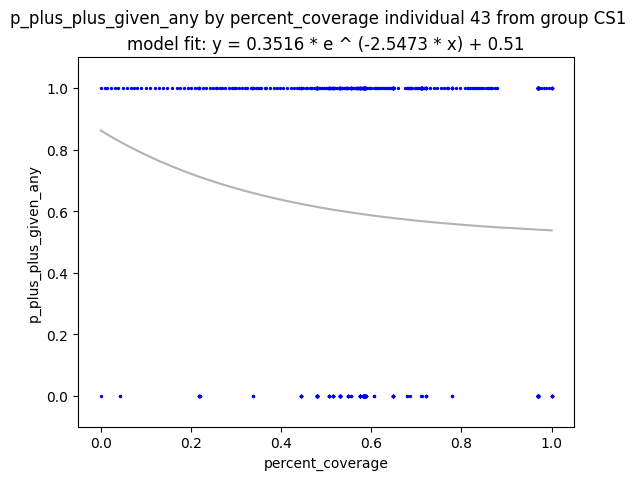 p_plus_plus_given_any by percent_coverage individual 43 from group CS1
model fit: y = 0.3516 * e ^ (-2.5473 * x) + 0.51
1.0
0.8
0.6
0.4
0.2
0.0
p_plus_plus_given_any
0.0 0.2 0.4 0.6 0.8 1.0
percent_coverage